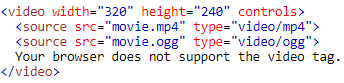 <video width="320" height="240" controls>
  <source src="movie.mp4" type="video/mp4">
  <source src="movie.ogg" type="video/ogg">
  Your browser does not support the video tag.
</video>